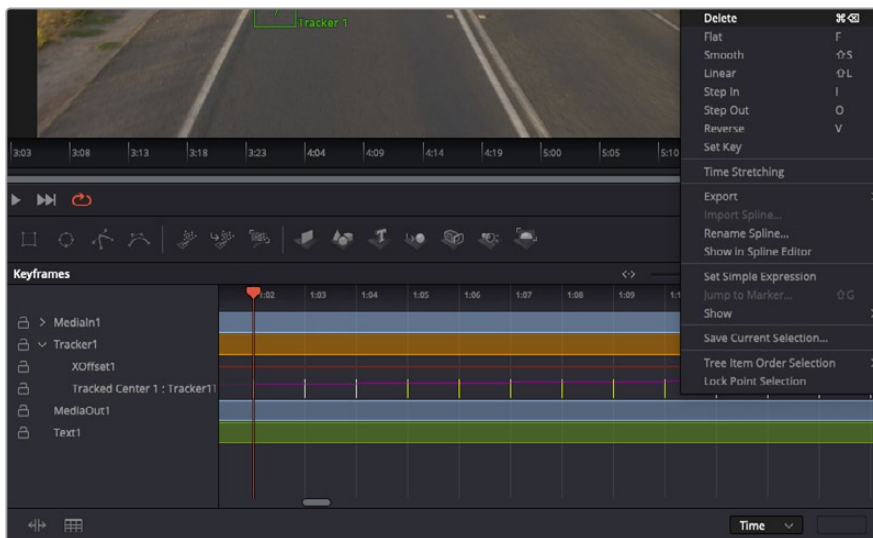 Tracker 1
Delete ⌘⌫
Flat F
Smooth ⇧S
Linear ⇧L
Step In I
Step Out O
Reverse V
Set Key
Time Stretching
Export
Import Spline...
Rename Spline...
Show in Spline Editor
Set Simple Expression
Jump to Marker... ⇧G
Show
Save Current Selection...
Tree Item Order Selection
Lock Point Selection
3:03 3:08 3:13 3:18 3:23 4:04 4:09 4:14 4:19 5:00 5:05 5:10
Keyframes
1:02 1:03 1:04 1:05 1:06 1:07 1:08 1:09
MediaIn1
Tracker1
XOffset1
Tracked Center 1 : Tracker11
MediaOut1
Text1
Time